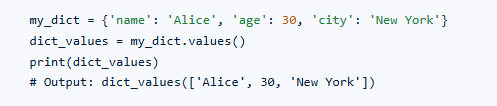 my_dict = {'name': 'Alice', 'age': 30, 'city': 'New York'}
dict_values = my_dict.values()
print(dict_values)
# Output: dict_values(['Alice', 30, 'New York'])